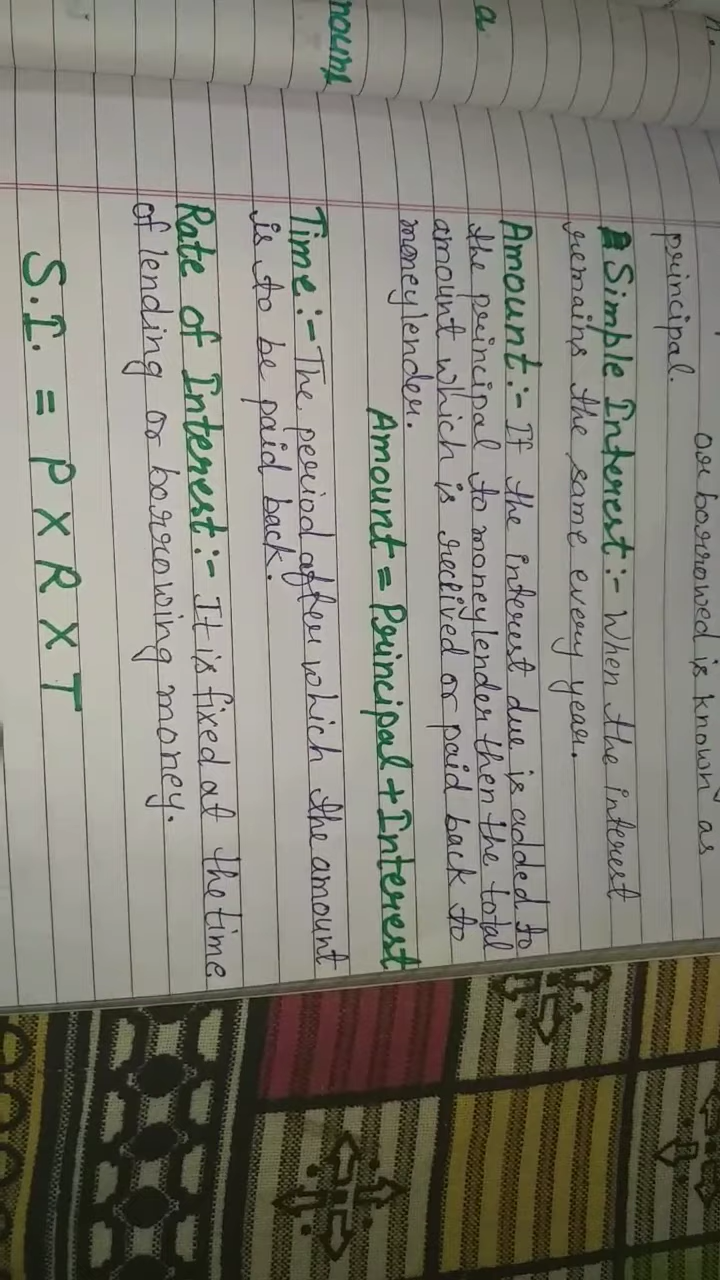 or borrowed is known as
principal.
Simple Interest:- When the interest
remains the same every year.
Amount:- If the interest due is added to
the principal to moneylender then the total
amount which is recived or paid back to
moneylender.
Amount = Principal + Interest
Time:- The period after which the amount
is to be paid back.
Rate of Interest:- It is fixed at the time
of lending or borrowing money.
S.I. = P X R X T
a